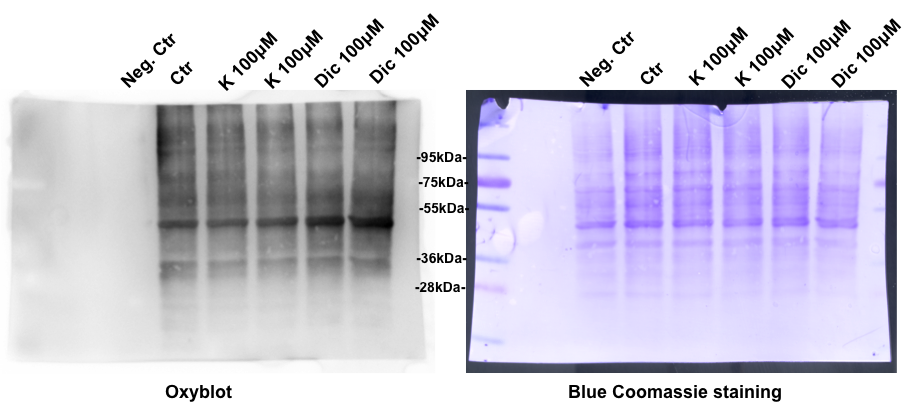 Neg. Ctr
Ctr
K 100µM
K 100µM
Dic 100µM
Dic 100µM
Neg. Ctr
Ctr
K 100µM
K 100µM
Dic 100µM
Dic 100µM
-95kDa-
-75kDa-
-55kDa-
-36kDa-
-28kDa-
Oxyblot
Blue Coomassie staining